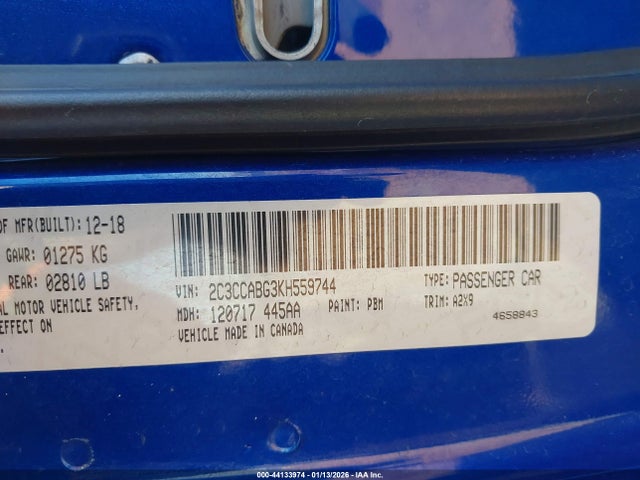 OF MFR(BUILT): 12-18
GAWR: 01275 KG
REAR: 02810 LB
MOTOR VEHICLE SAFETY,
EFFECT ON
VIN: 2C3CCABG3KH559744
TYPE: PASSENGER CAR
MDH: 120717 445AA
PAINT: PBM
TRIM: A2X9
VEHICLE MADE IN CANADA
4658843
000-44133974 - 01/13/2026 - IAA Inc.